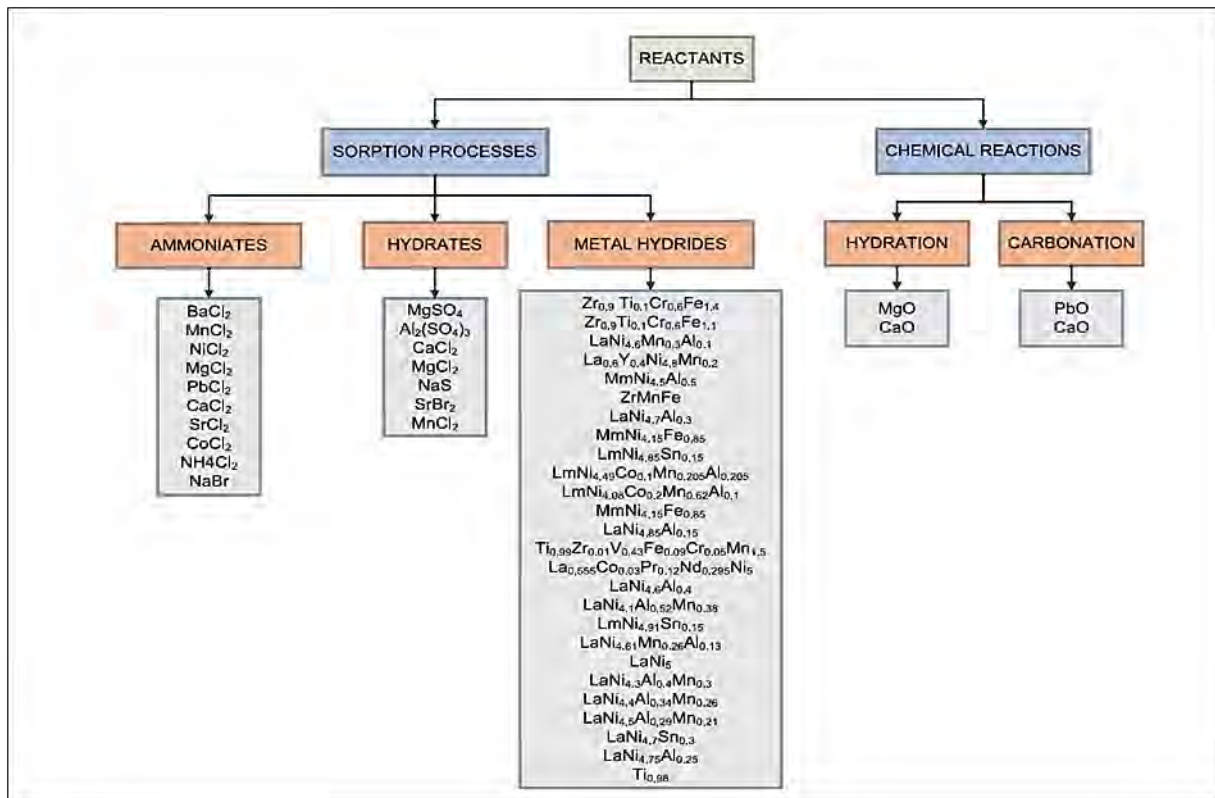 REACTANTS
SORPTION PROCESSES
CHEMICAL REACTIONS
AMMONIATES
HYDRATES
METAL HYDRIDES
HYDRATION
CARBONATION
BaCl₂
MnCl₂
NiCl₂
MgCl₂
PbCl₂
CaCl₂
SrCl₂
CoCl₂
NH4Cl₂
NaBr
MgSO₄
Al₂(SO₄)₃
CaCl₂
MgCl₂
NaS
SrBr₂
MnCl₂
Zr₀,₉ Ti₀.₁Cr₀,₆Fe₁,₄
Zr₀,₉Ti₀.₁Cr₀,₆Fe₁,₁
LaNi₄,₆Mn₀,₃Al₀.₁
La₀,₆Y₀,₄Ni₄,₈Mn₀.₂
MmNi₄,₅Al₀.₅
ZrMnFe
LaNi₄,₇Al₀.₃
MmNi₄,₁₅Fe₀,₈₅
LmNi₄,₈₅Sn₀,₁₅
LmNi₄,₄₉Co₀,₁Mn₀,₂₀₅Al₀,₂₀₅
LmNi₄.₀₈Co₀.₂Mn₀.₆₂Al₀.₁
MmNi₄,₁₅Fe₀,₈₅
LaNi₄,₈₅Al₀.₁₅
Ti₀.₉₉Zr₀.₀₁V₀.₄₃Fe₀.₀₉Cr₀.₀₅Mn₁,₅
La₀,₅₅₅Co₀.₀₃Pr₀.₁₂Nd₀.₂₉₅Ni₅
LaNi₄.₆Al₀.₄
LaNi₄,₁Al₀,₅₂Mn₀.₃₈
LmNi₄,₉₁Sn₀,₁₅
LaNi₄.₆₁Mn₀.₂₆Al₀.₁₃
LaNi₅
LaNi₄.₃Al₀.₄Mn₀.₃
LaNi₄,₄Al₀,₃₄Mn₀.₂₆
LaNi₄,₅Al₀,₂₉Mn₀,₂₁
LaNi₄,₇Sn₀.₃
LaNi₄,₇₅Al₀,₂₅
Ti₀,₉₈
MgO
CaO
PbO
CaO